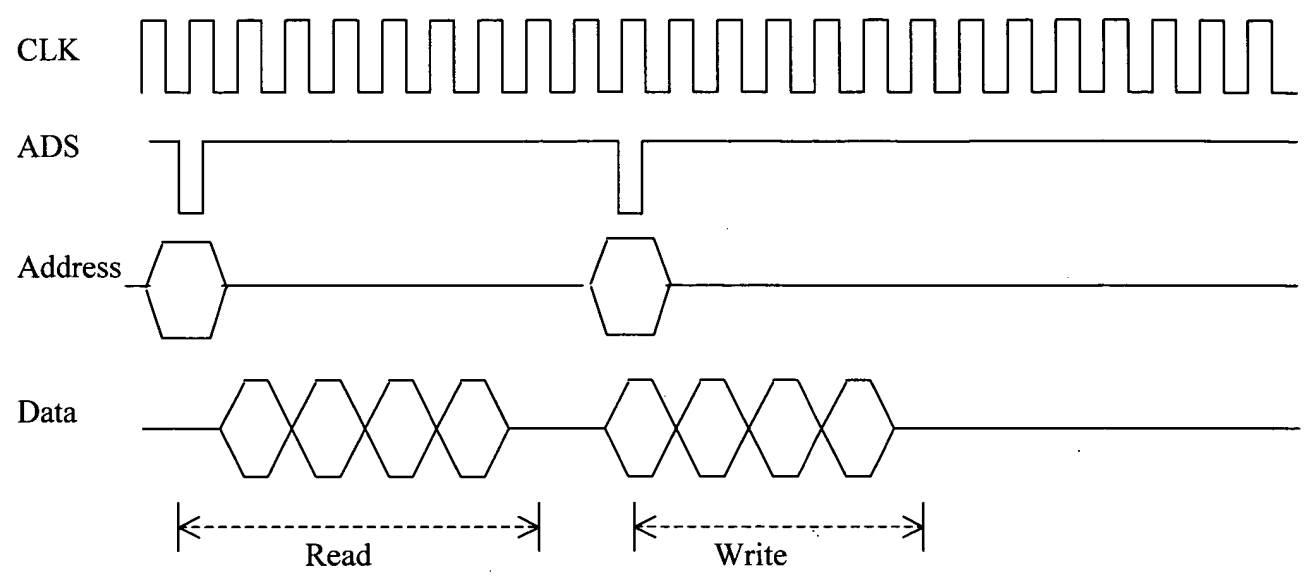 CLK
ADS
Address
Data
Read
Write